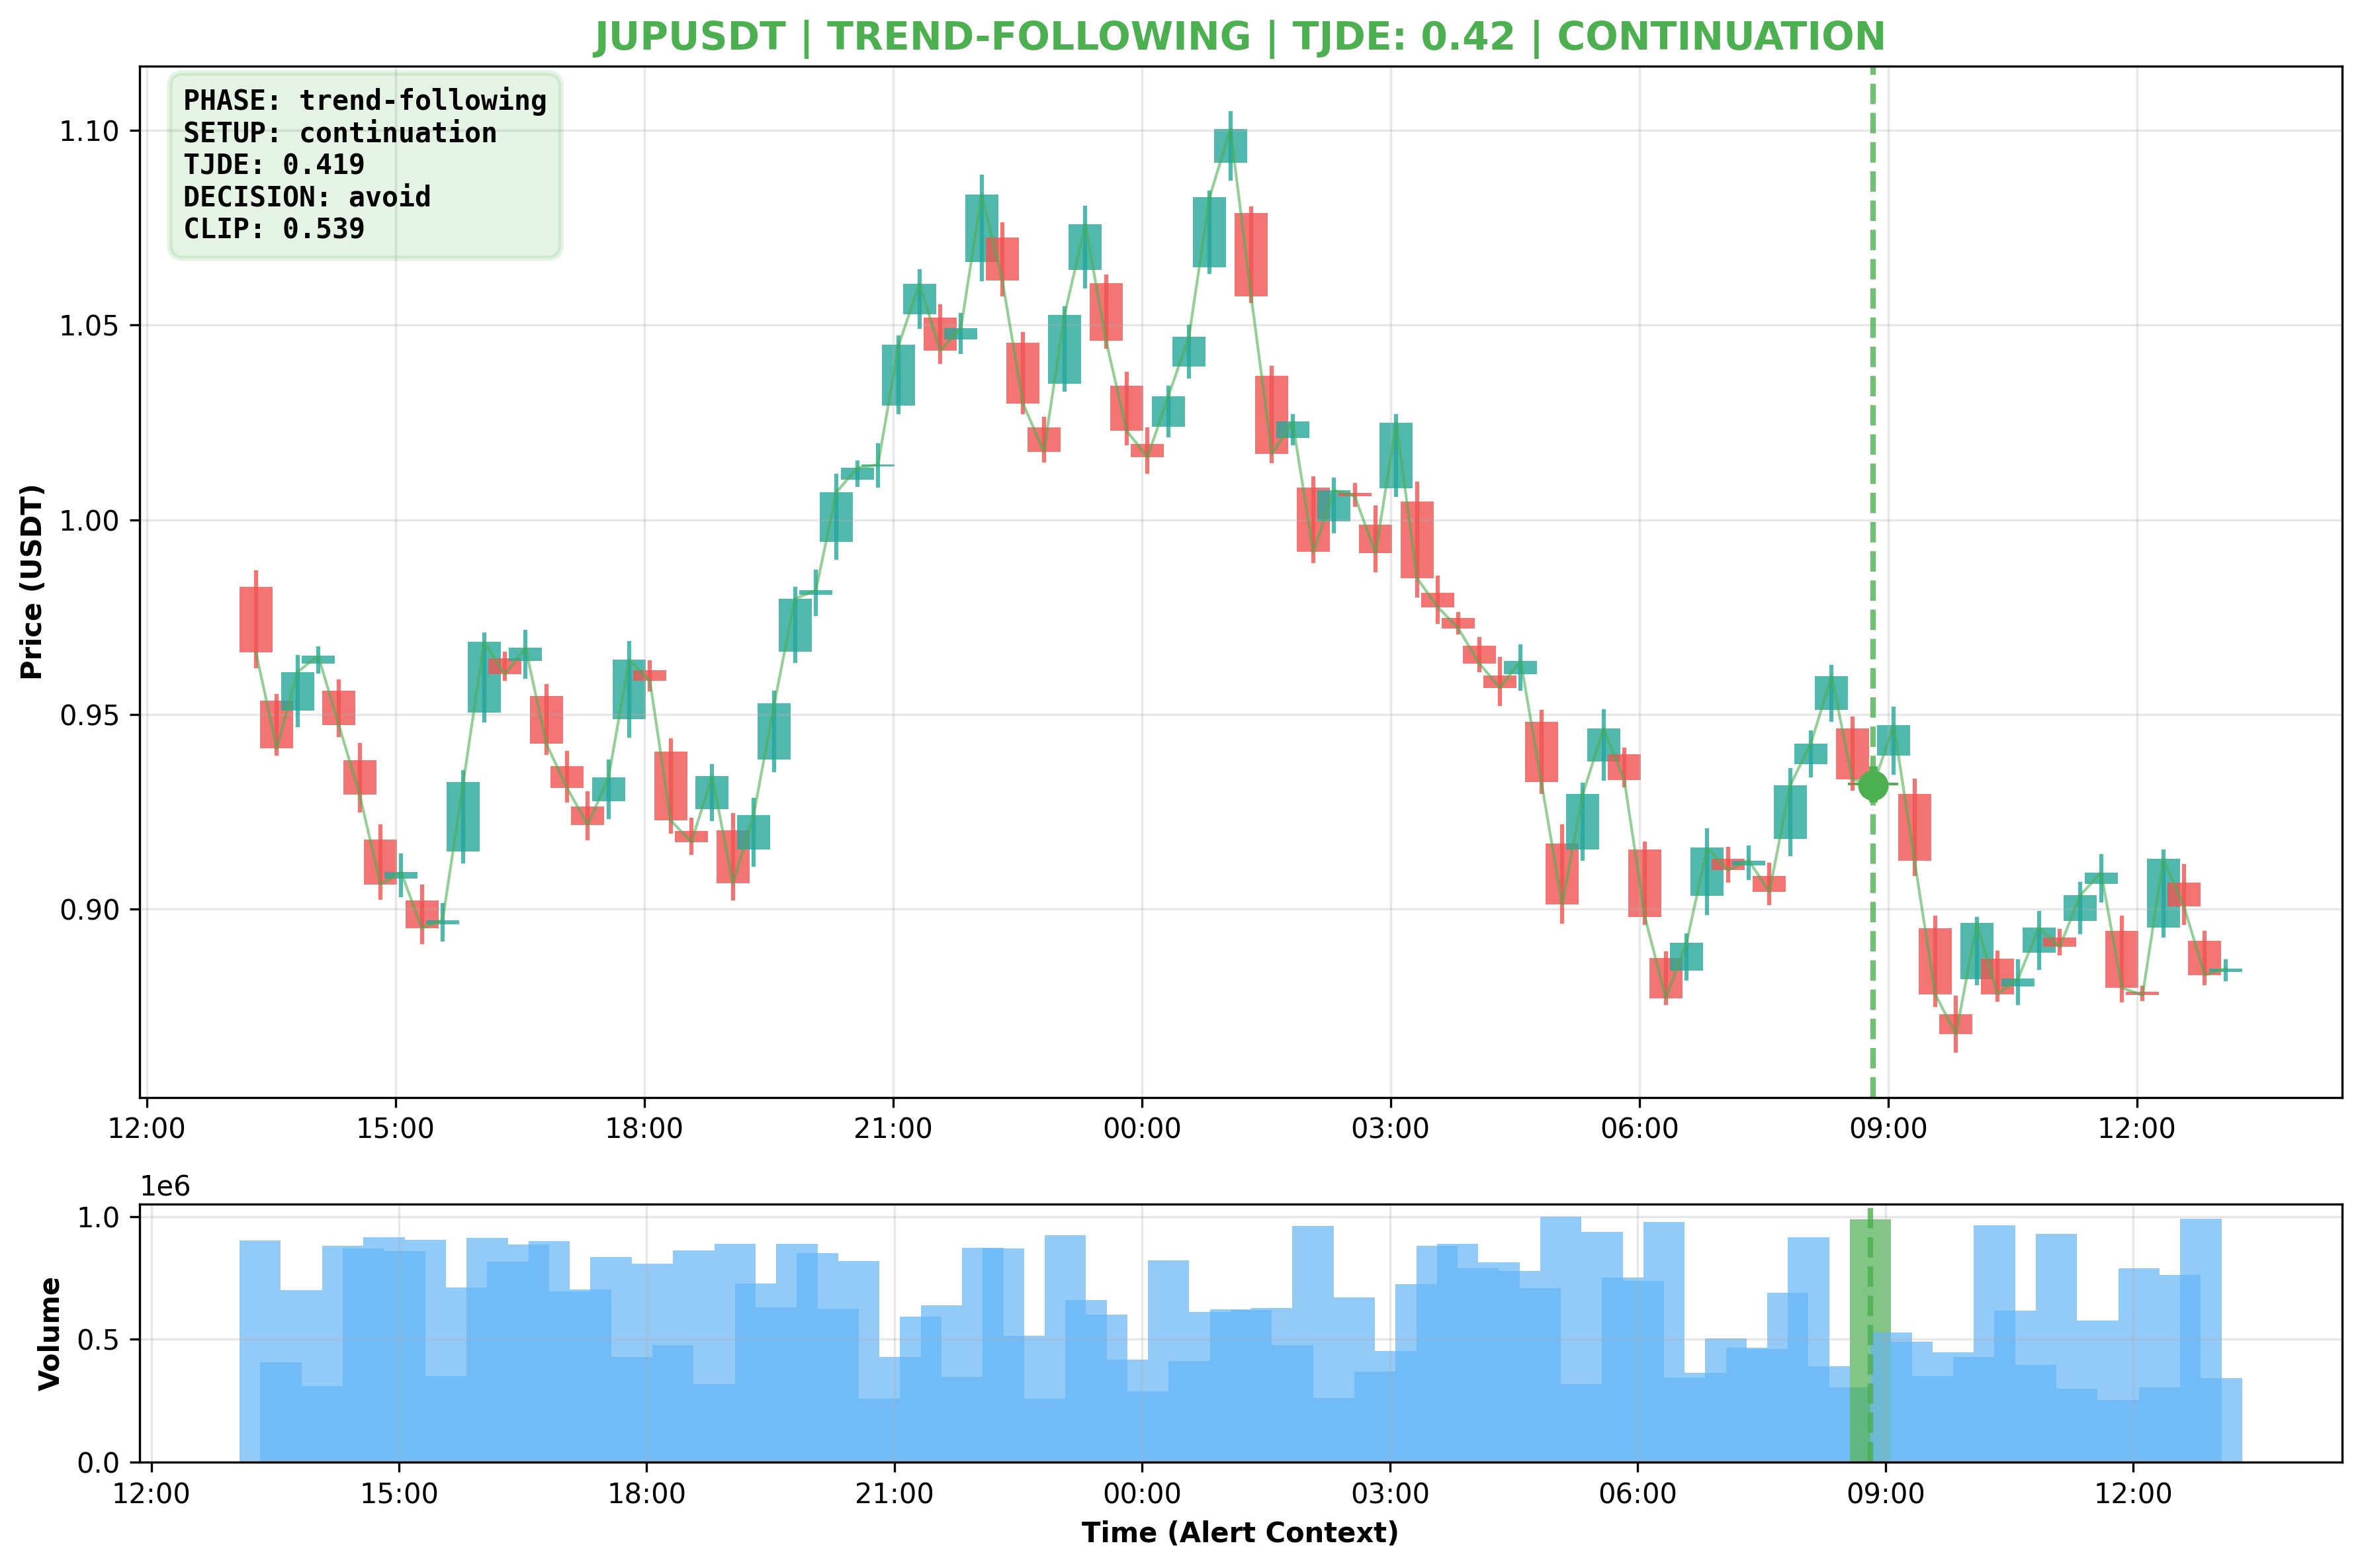 JUPUSDT | TREND-FOLLOWING | TJDE: 0.42 | CONTINUATION
PHASE: trend-following
SETUP: continuation
TJDE: 0.419
DECISION: avoid
CLIP: 0.539
Price (USDT)
1.10
1.05
1.00
0.95
0.90
12:00 15:00 18:00 21:00 00:00 03:00 06:00 09:00 12:00
1e6
Volume
1.0
0.5
0.0
12:00 15:00 18:00 21:00 00:00 03:00 06:00 09:00 12:00
Time (Alert Context)